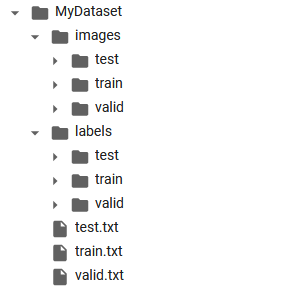 MyDataset
images
test
train
valid
labels
test
train
valid
test.txt
train.txt
valid.txt